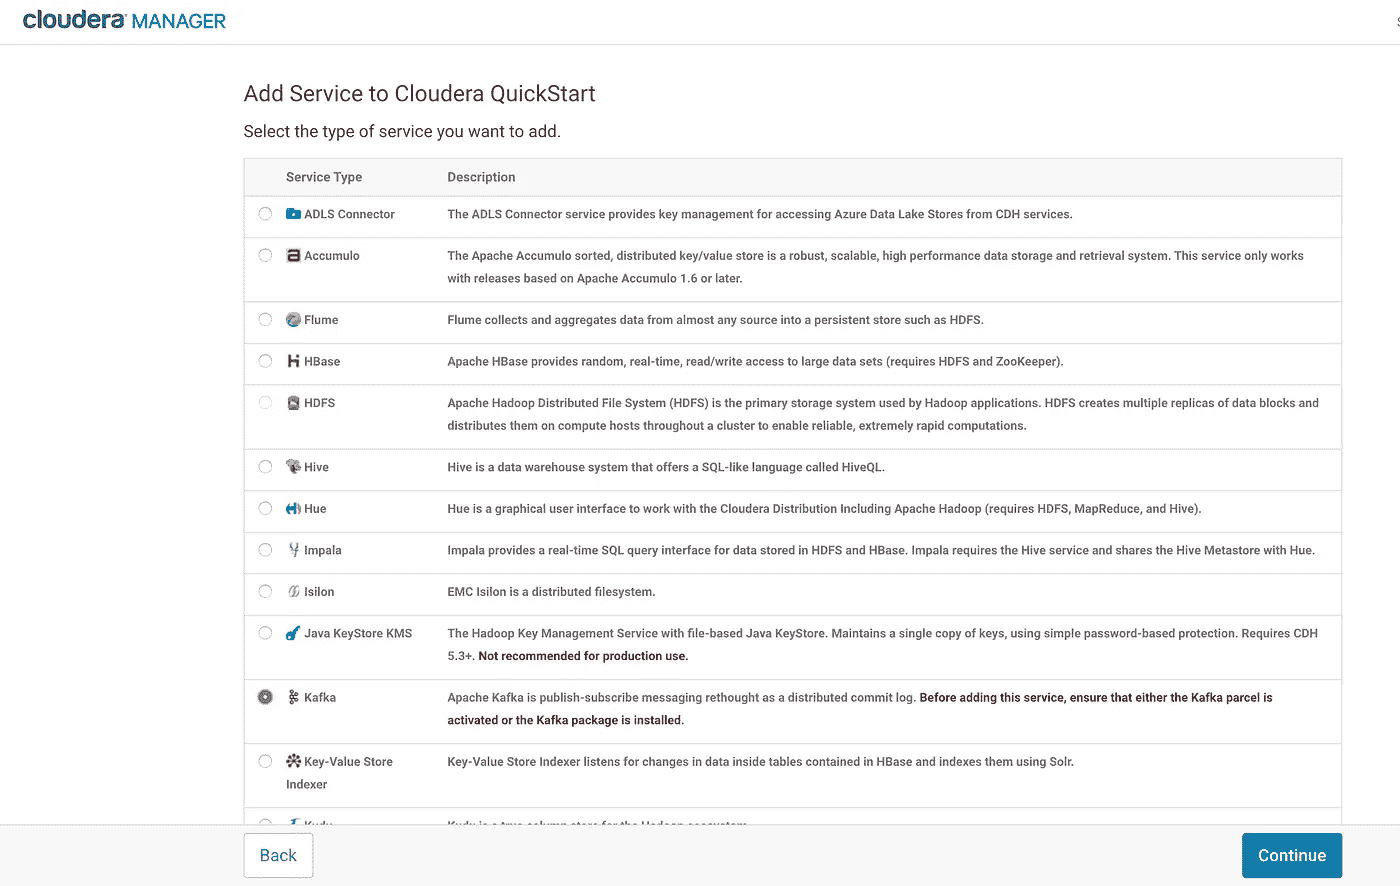 cloudera MANAGER
Add Service to Cloudera QuickStart
Select the type of service you want to add.
Service Type Description
ADLS Connector The ADLS Connector service provides key management for accessing Azure Data Lake Stores from CDH services.
Accumulo The Apache Accumulo sorted, distributed key/value store is a robust, scalable, high performance data storage and retrieval system. This service only works
with releases based on Apache Accumulo 1.6 or later.
Flume Flume collects and aggregates data from almost any source into a persistent store such as HDFS.
HBase Apache HBase provides random, real-time, read/write access to large data sets (requires HDFS and ZooKeeper).
HDFS Apache Hadoop Distributed File System (HDFS) is the primary storage system used by Hadoop applications. HDFS creates multiple replicas of data blocks and
distributes them on compute hosts throughout a cluster to enable reliable, extremely rapid computations.
Hive Hive is a data warehouse system that offers a SQL-like language called HiveQL.
Hue Hue is a graphical user interface to work with the Cloudera Distribution Including Apache Hadoop (requires HDFS, MapReduce, and Hive).
Impala Impala provides a real-time SQL query interface for data stored in HDFS and HBase. Impala requires the Hive service and shares the Hive Metastore with Hue.
Isilon EMC Isilon is a distributed filesystem.
Java KeyStore KMS The Hadoop Key Management Service with file-based Java KeyStore. Maintains a single copy of keys, using simple password-based protection. Requires CDH
5.3+. Not recommended for production use.
Kafka Apache Kafka is publish-subscribe messaging rethought as a distributed commit log. Before adding this service, ensure that either the Kafka parcel is
activated or the Kafka package is installed.
Key-Value Store Key-Value Store Indexer listens for changes in data inside tables contained in HBase and indexes them using Solr.
Indexer
Kudu Kudu is a true column store for the Hadoop ecosystem.
Back Continue